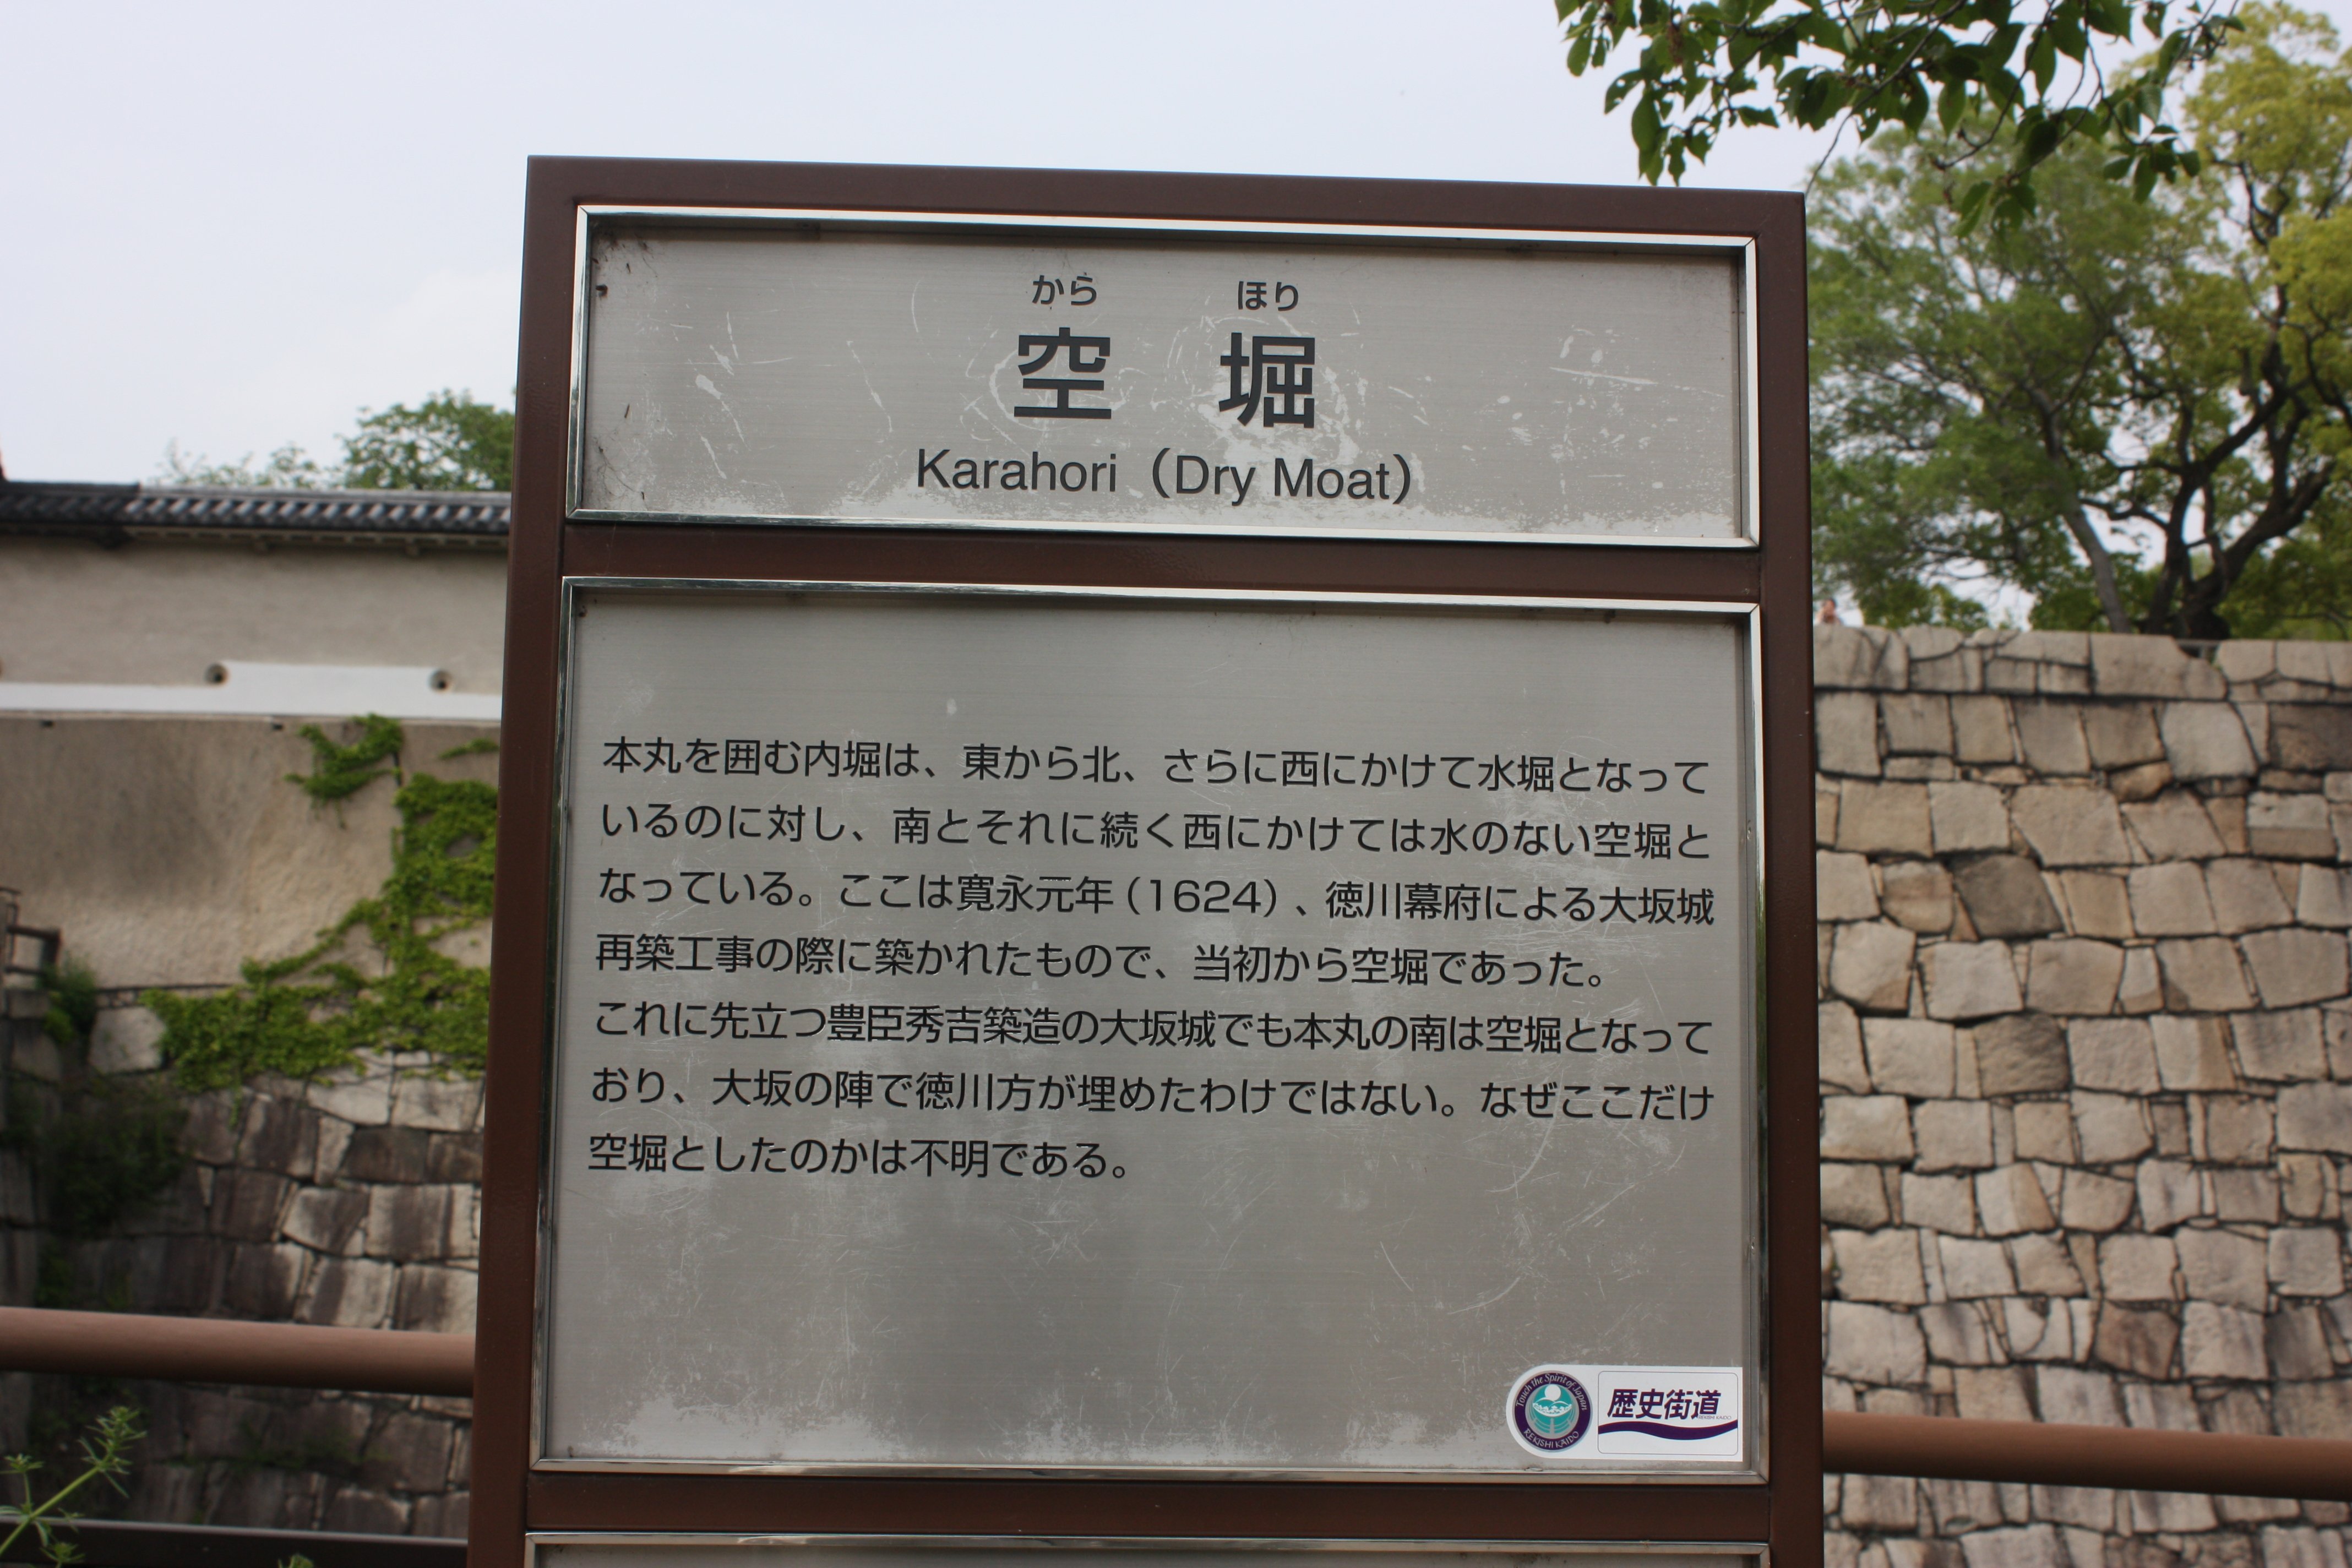 から ほり
空 堀
Karahori (Dry Moat)
本丸を囲む内堀は、東から北、さらに西にかけて水堀となって
いるのに対し、南とそれに続く西にかけては水のない空堀と
なっている。ここは寛永元年(1624)、徳川幕府による大坂城
再築工事の際に築かれたもので、当初から空堀であった。
これに先立つ豊臣秀吉築造の大坂城でも本丸の南は空堀となって
おり、大坂の陣で徳川方が埋めたわけではない。なぜここだけ
空堀としたのかは不明である。
Touch the Spirit of Japan
REKISHI KAIDO
歴史街道
REKISHI KAIDO